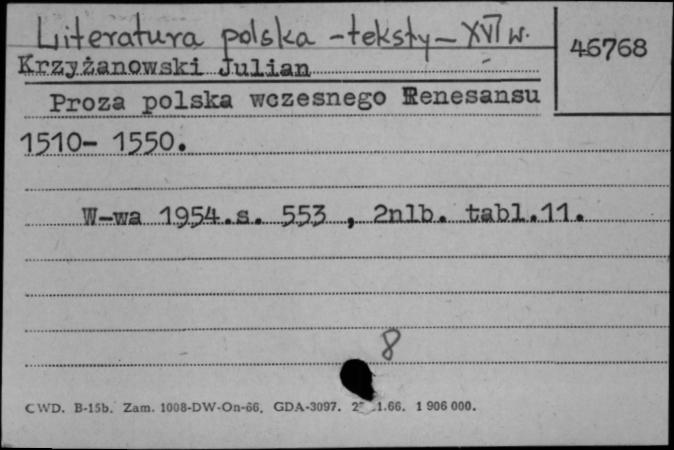 Literatura polska - teksty - XVI w.
46768
Krzyżanowski Julian
Proza polska wczesnego Renesansu
1510- 1550.
W-wa 1954.s. 553 , 2nlb. tabl.11.
8
CWD. B-15b. Zam. 1008-DW-On-66. GDA-3097. 1.66. 1 906 000.